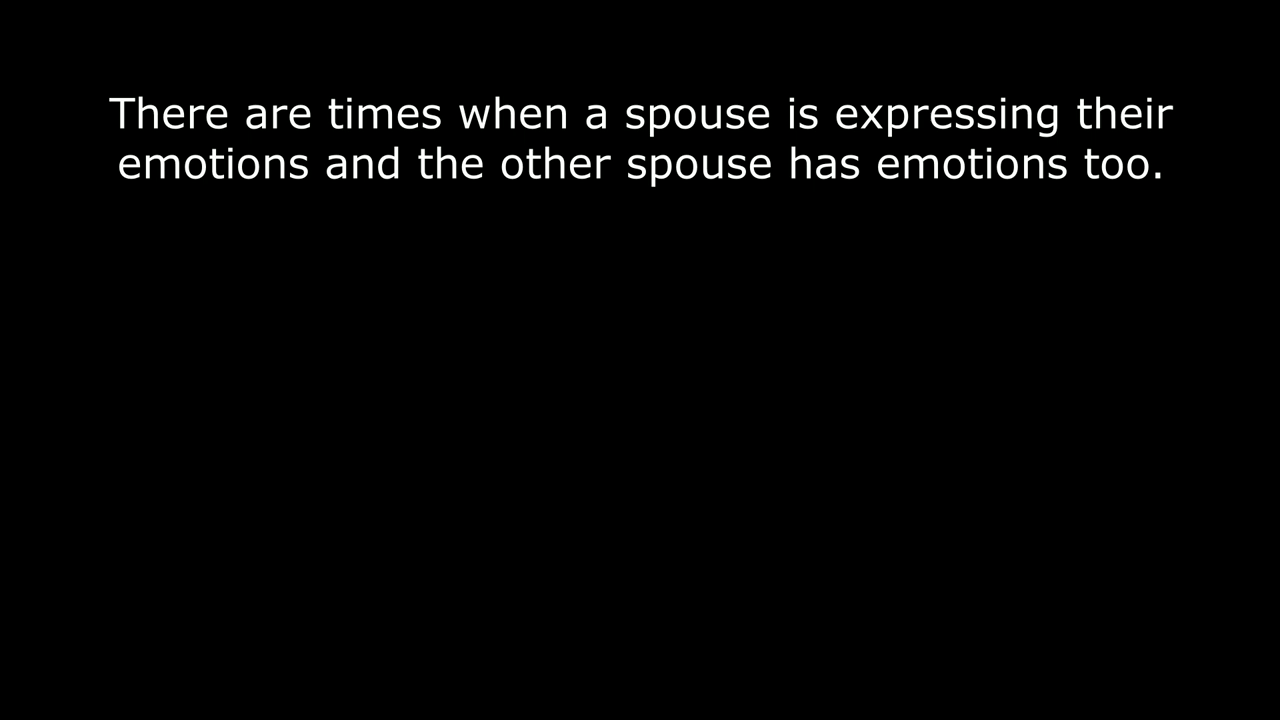 There are times when a spouse is expressing their
emotions and the other spouse has emotions too.